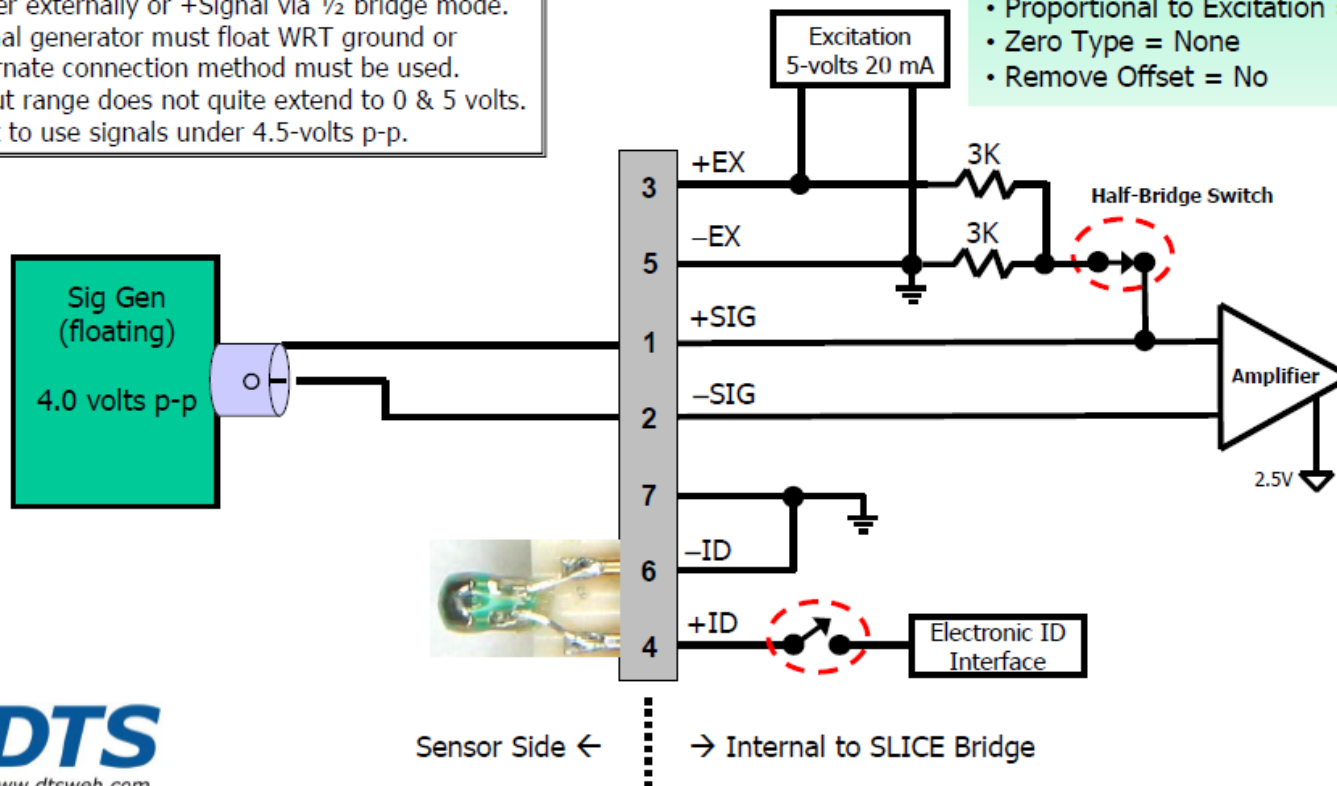 er externally or +Signal via ½ bridge mode.
nal generator must float WRT ground or
rnate connection method must be used.
ut range does not quite extend to 0 & 5 volts.
t to use signals under 4.5-volts p-p.
• Proportional to Excitation =
• Zero Type = None
• Remove Offset = No
Excitation
5-volts 20 mA
3 +EX 3K
Half-Bridge Switch
5 –EX 3K
Sig Gen
(floating)
4.0 volts p-p
1 +SIG
2 –SIG
Amplifier
2.5V
7
6 –ID
4 +ID
Electronic ID
Interface
DTS
www.dtsweb.com
Sensor Side ← → Internal to SLICE Bridge